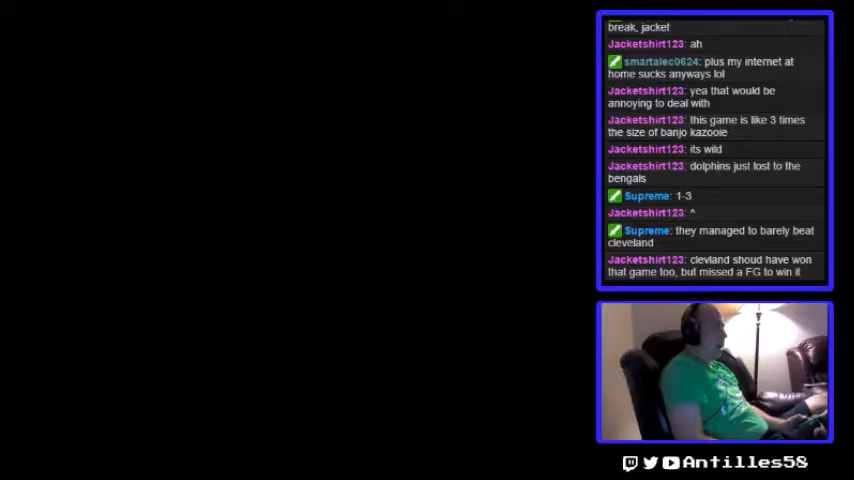 break, jacket
Jacketshirt123: ah
smartalec0624: plus my internet at
home sucks anyways lol
Jacketshirt123: yea that would be
annoying to deal with
Jacketshirt123: this game is like 3 times
the size of banjo kazooie
Jacketshirt123: its wild
Jacketshirt123: dolphins just lost to the
bengals
Supreme: 1-3
Jacketshirt123: ^
Supreme: they managed to barely beat
cleveland
Jacketshirt123: clevland shoud have won
that game too, but missed a FG to win it
Antilles58